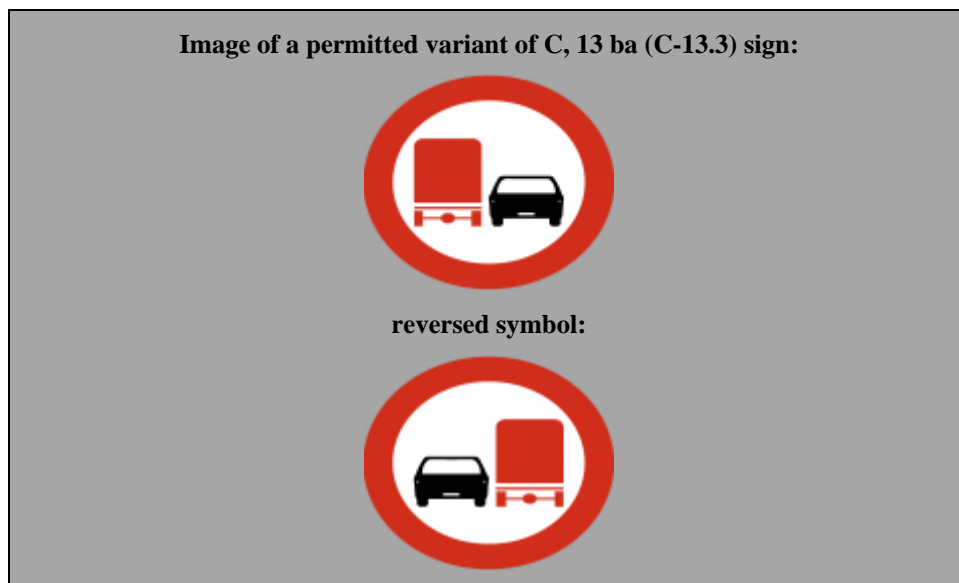 Image of a permitted variant of C, 13 ba (C-13.3) sign:
reversed symbol: